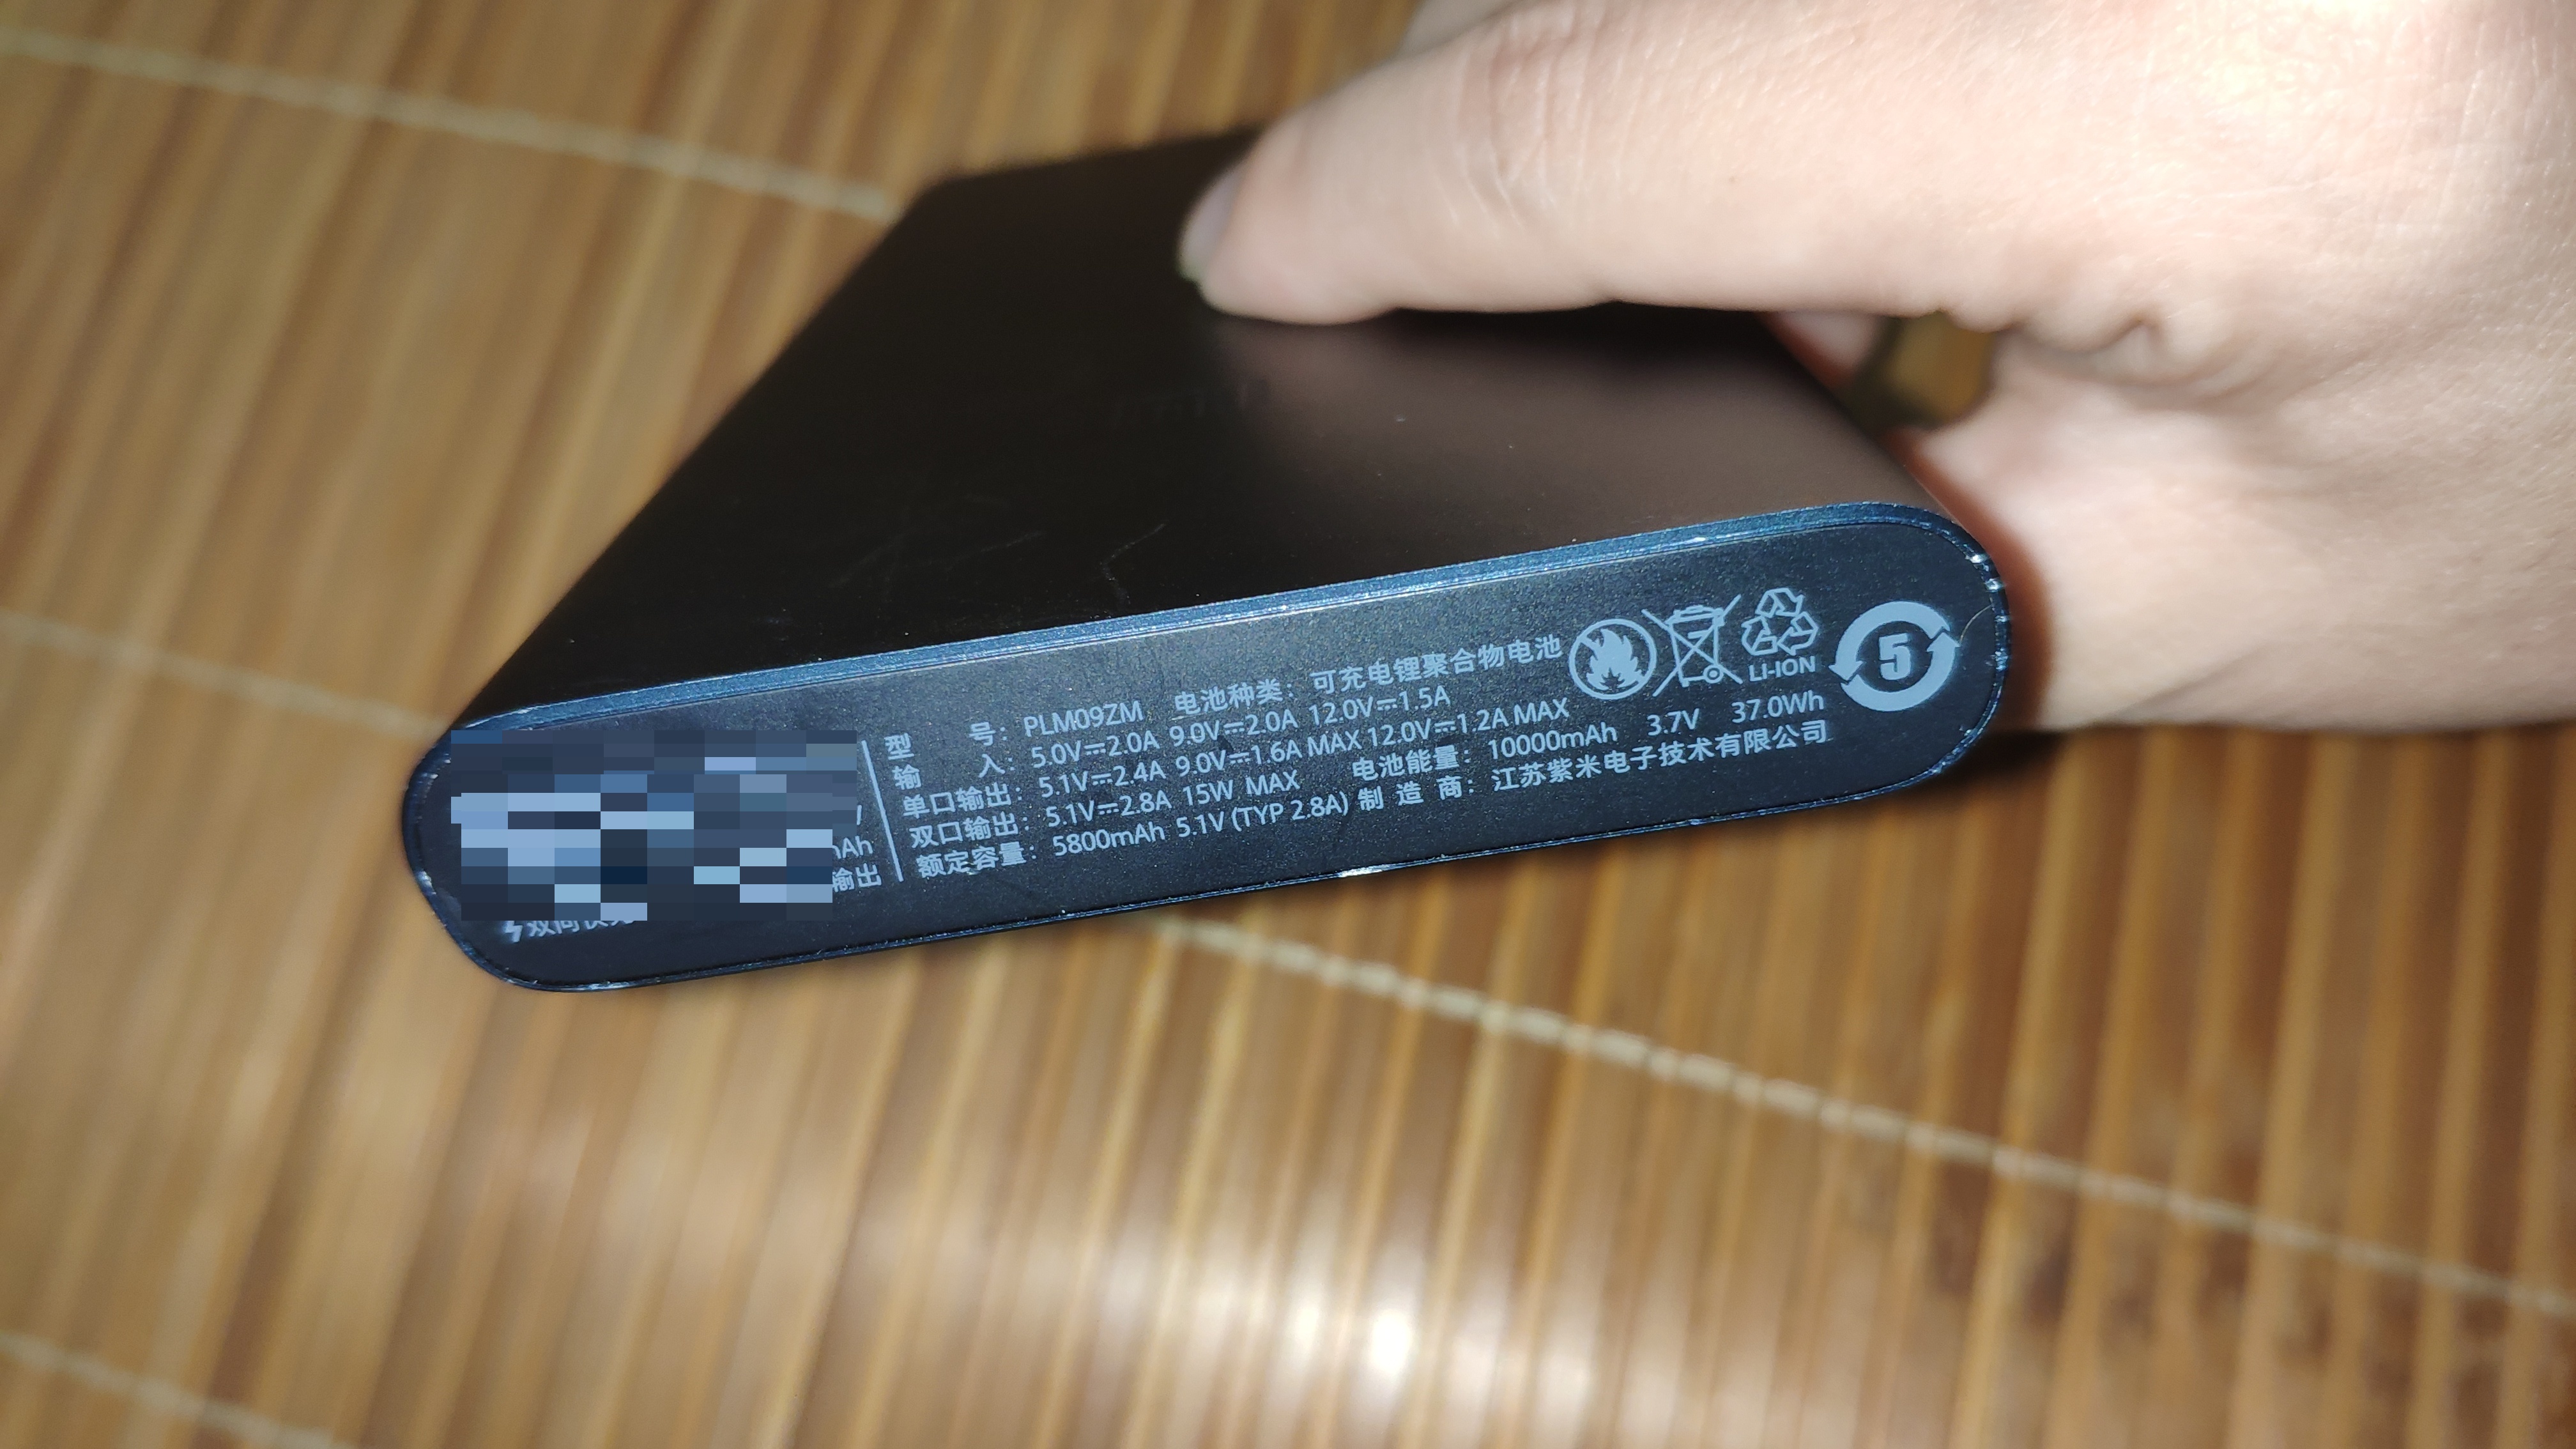 型 号：PLM09ZM 电池种类：可充电锂聚合物电池
输 入：5.0V⎓2.0A 9.0V⎓2.0A 12.0V⎓1.5A
单口输出：5.1V⎓2.4A 9.0V⎓1.6A MAX 12.0V⎓1.2A MAX
双口输出：5.1V⎓2.8A 15W MAX 电池能量：10000mAh 3.7V 37.0Wh
额定容量：5800mAh 5.1V (TYP 2.8A) 制 造 商：江苏紫米电子技术有限公司
LI-ION
5
输出
双向